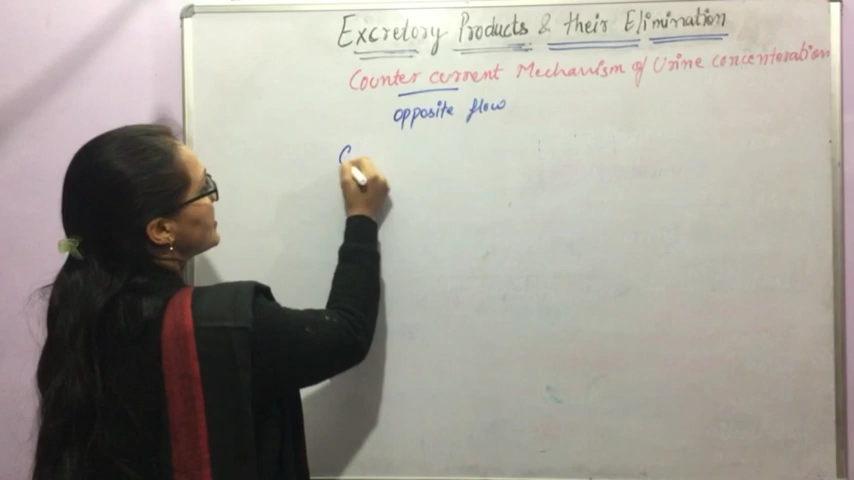 Excretory Products & their Elimination
Counter current Mechanism of Urine concenteration
opposite flow
C